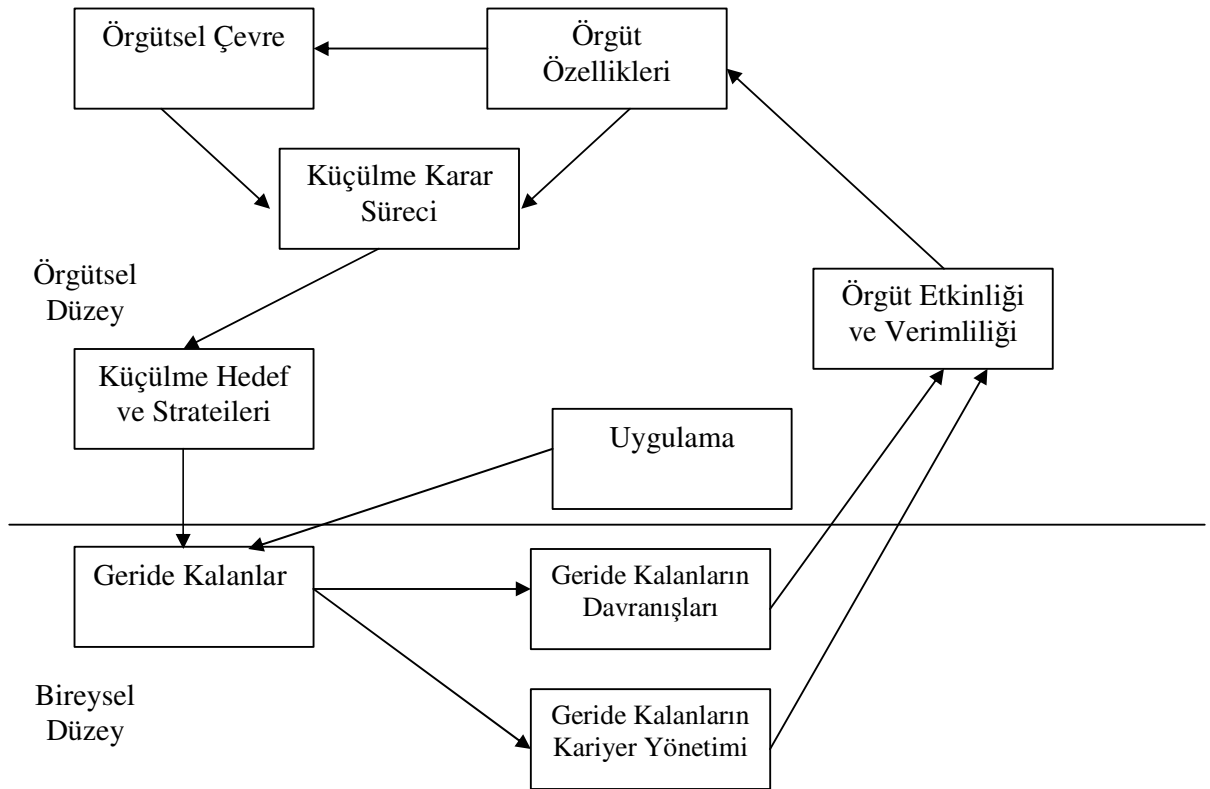 Örgütsel Çevre
Örgüt
Özellikleri
Küçülme Karar
Süreci
Örgütsel
Düzey
Örgüt Etkinliği
ve Verimliliği
Küçülme Hedef
ve Strateileri
Uygulama
Geride Kalanlar
Geride Kalanların
Davranışları
Bireysel
Düzey
Geride Kalanların
Kariyer Yönetimi